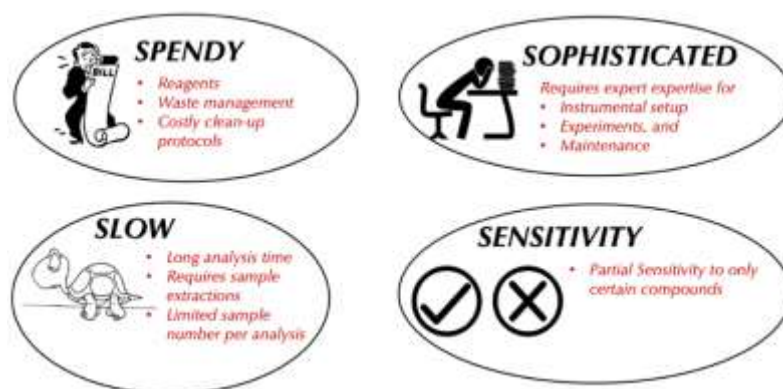 SPENDY
BILL
• Reagents
• Waste management
• Costly clean-up
protocols
SOPHISTICATED
Requires expert expertise for
• Instrumental setup
• Experiments, and
• Maintenance
SLOW
• Long analysis time
• Requires sample
extractions
• Limited sample
number per analysis
SENSITIVITY
• Partial Sensitivity to only
certain compounds